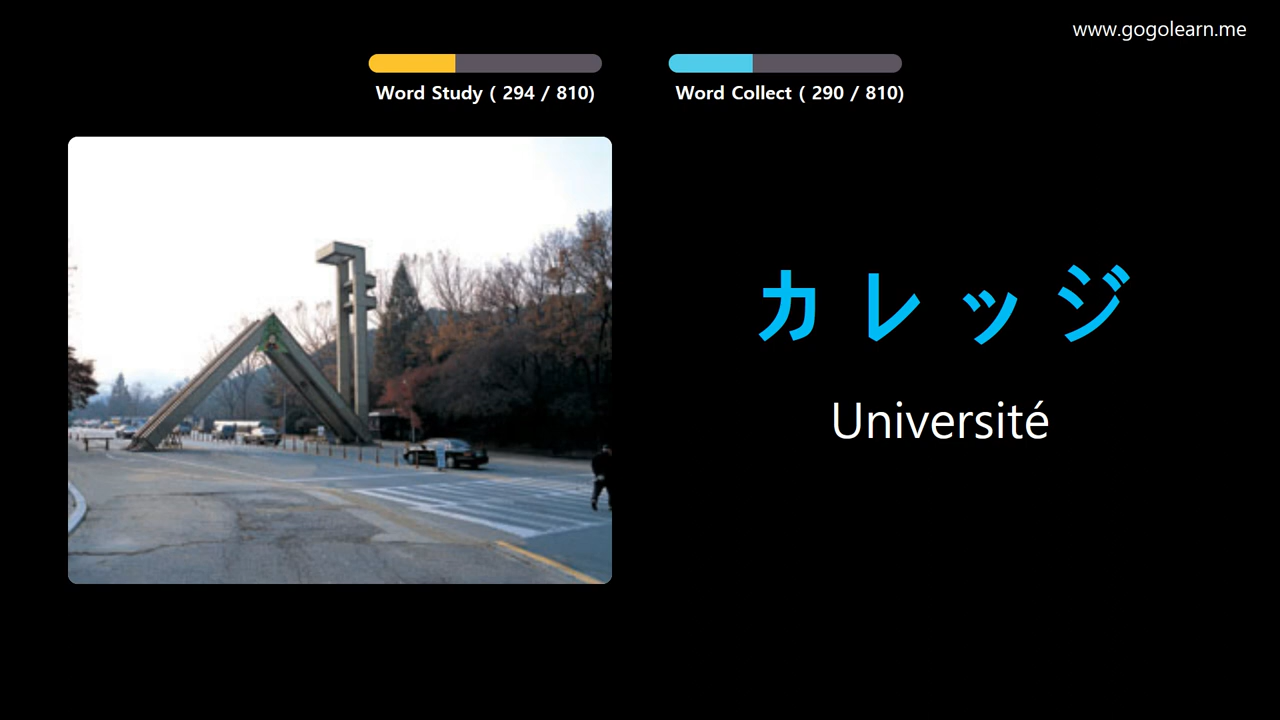 www.gogolearn.me
Word Study ( 294 / 810)
Word Collect ( 290 / 810)
カレッジ
Université